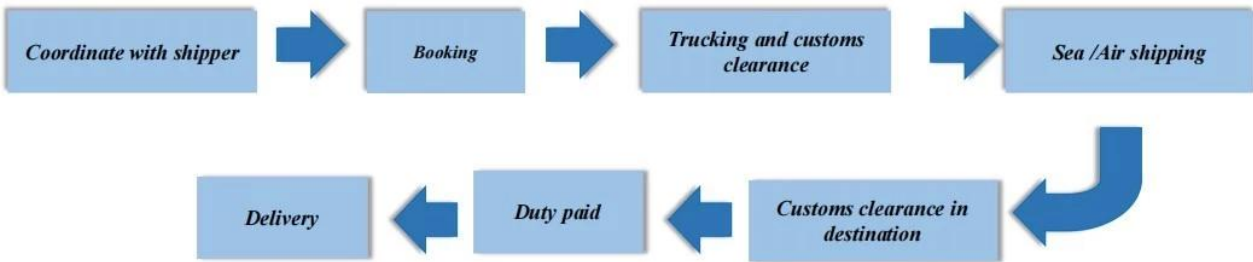 Coordinate with shipper
Booking
Trucking and customs
clearance
Sea /Air shipping
Customs clearance in
destination
Duty paid
Delivery